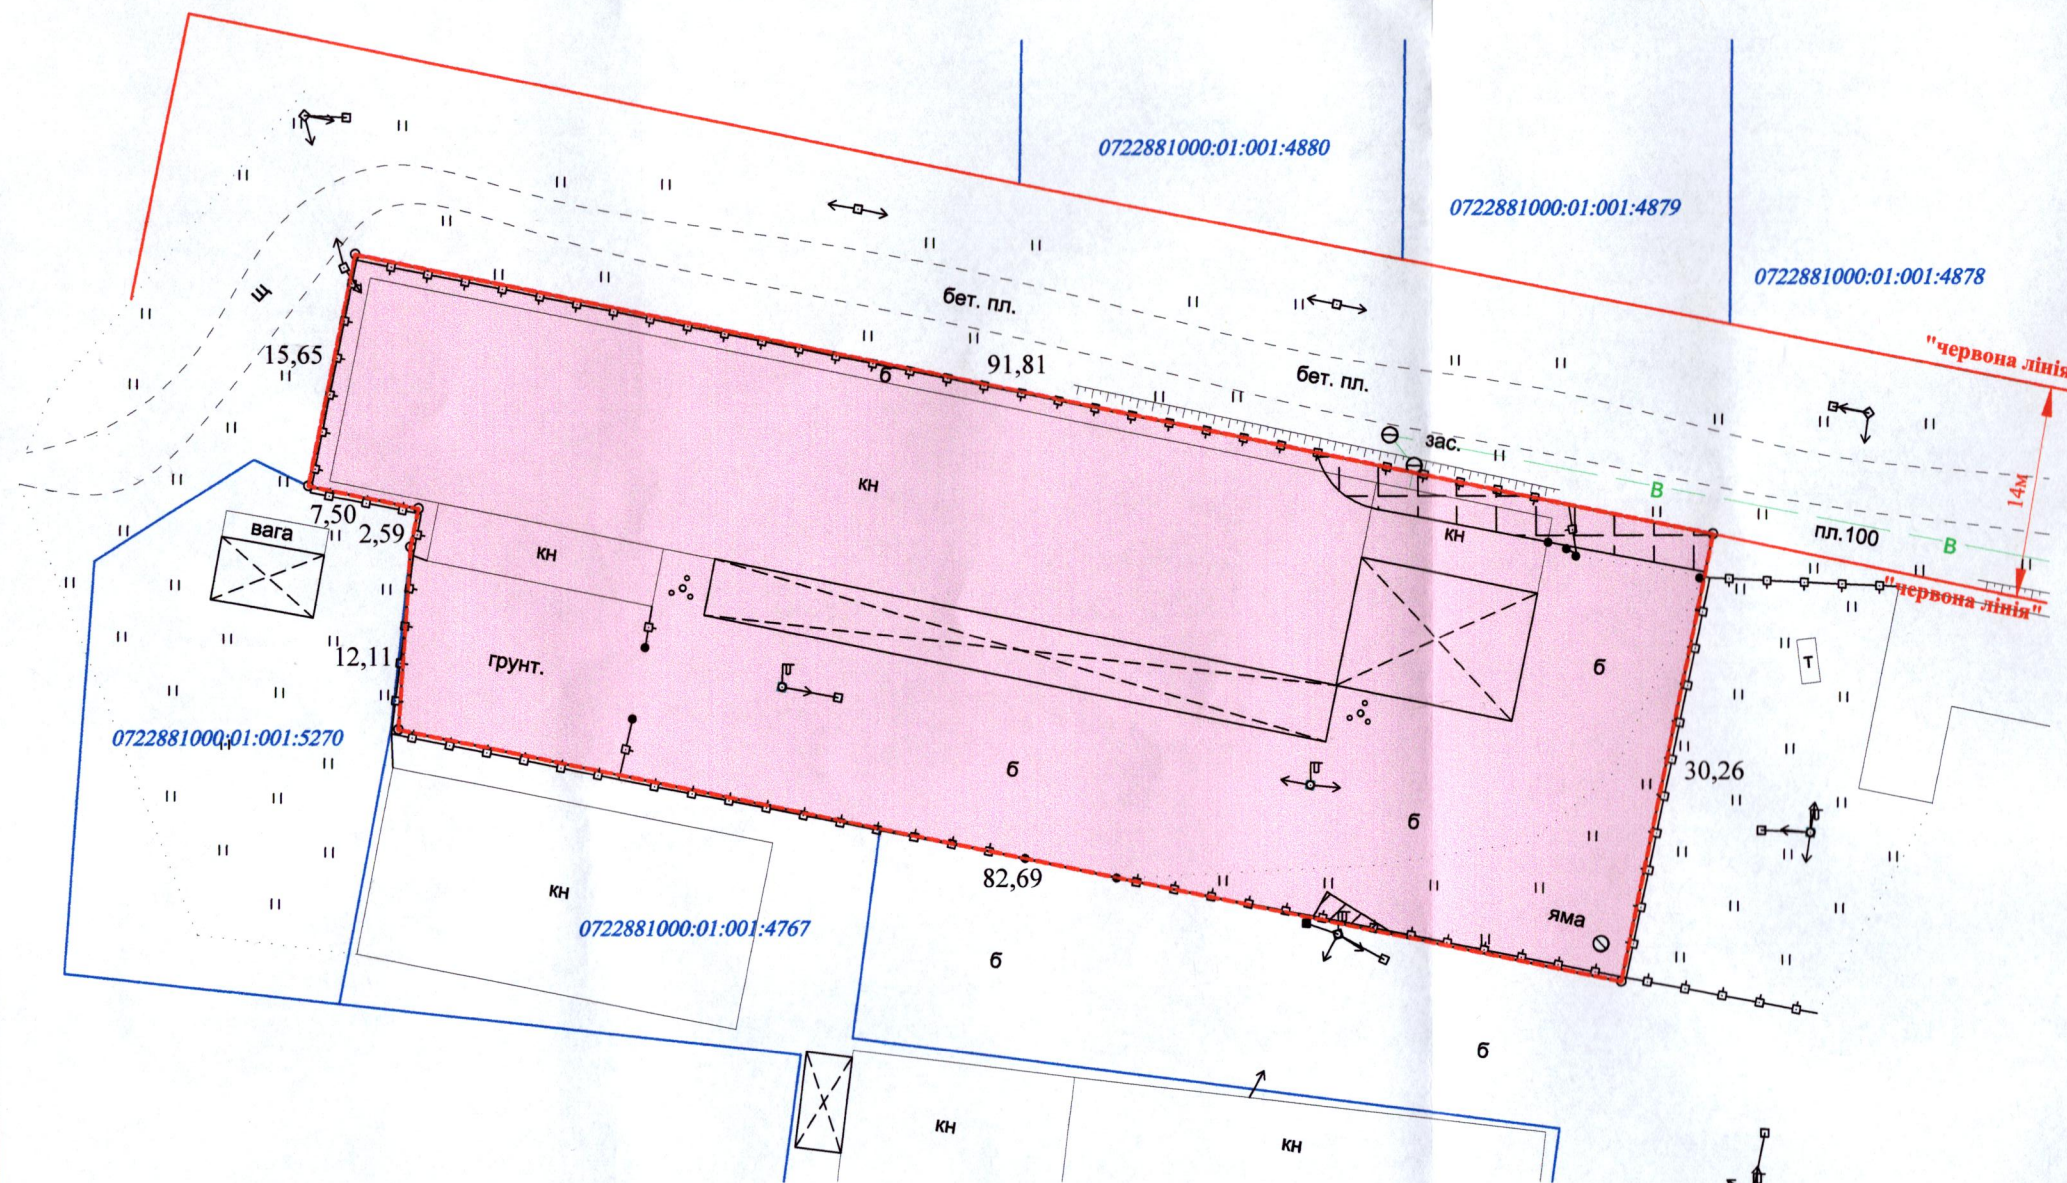 0722881000:01:001:4880
0722881000:01:001:4879
0722881000:01:001:4878
щ
бет. пл.
"червона лінія
15,65
б
91,81
бет. пл.
зас.
14м
кн
В
7,50
вага
2,59
кн
кн
пл.100
В
"червона лінія"
грунт.
12,11
б
т
0722881000:01:001:5270
б
30,26
б
82,69
кн
яма
0722881000:01:001:4767
б
б
кн
кн